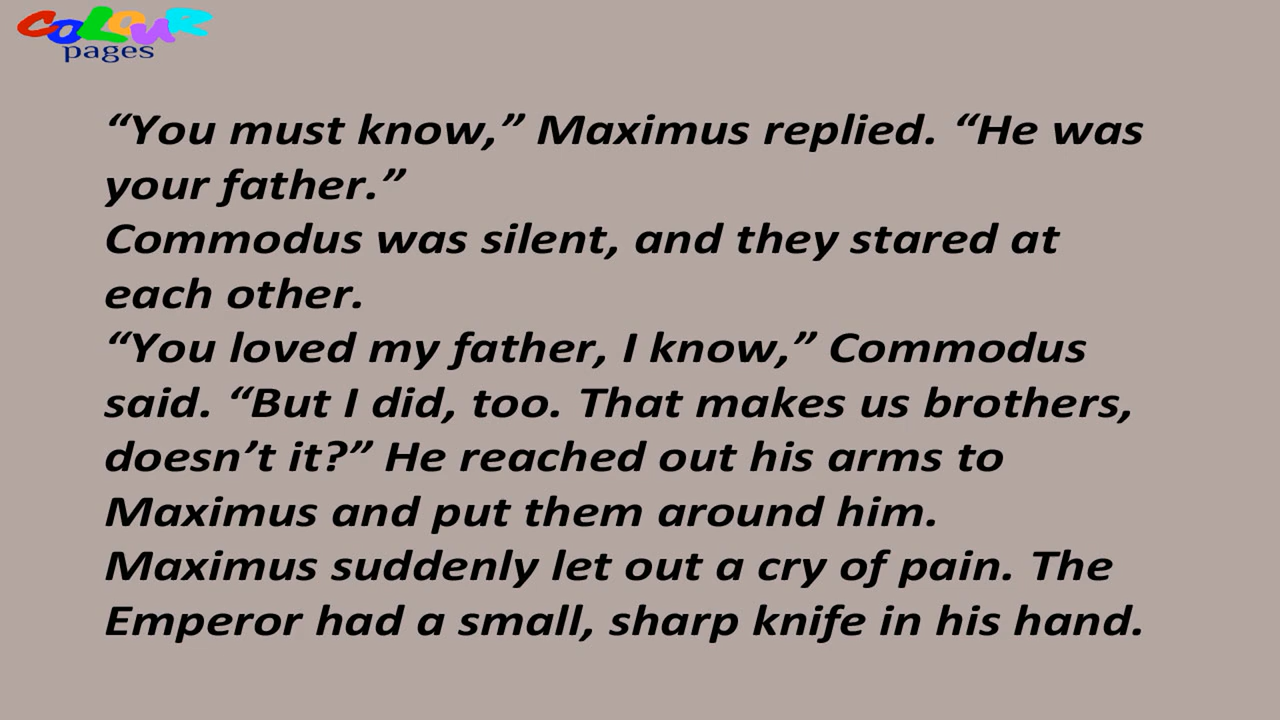 COLOUR
pages
“You must know,” Maximus replied. “He was
your father.”
Commodus was silent, and they stared at
each other.
“You loved my father, I know,” Commodus
said. “But I did, too. That makes us brothers,
doesn’t it?” He reached out his arms to
Maximus and put them around him.
Maximus suddenly let out a cry of pain. The
Emperor had a small, sharp knife in his hand.